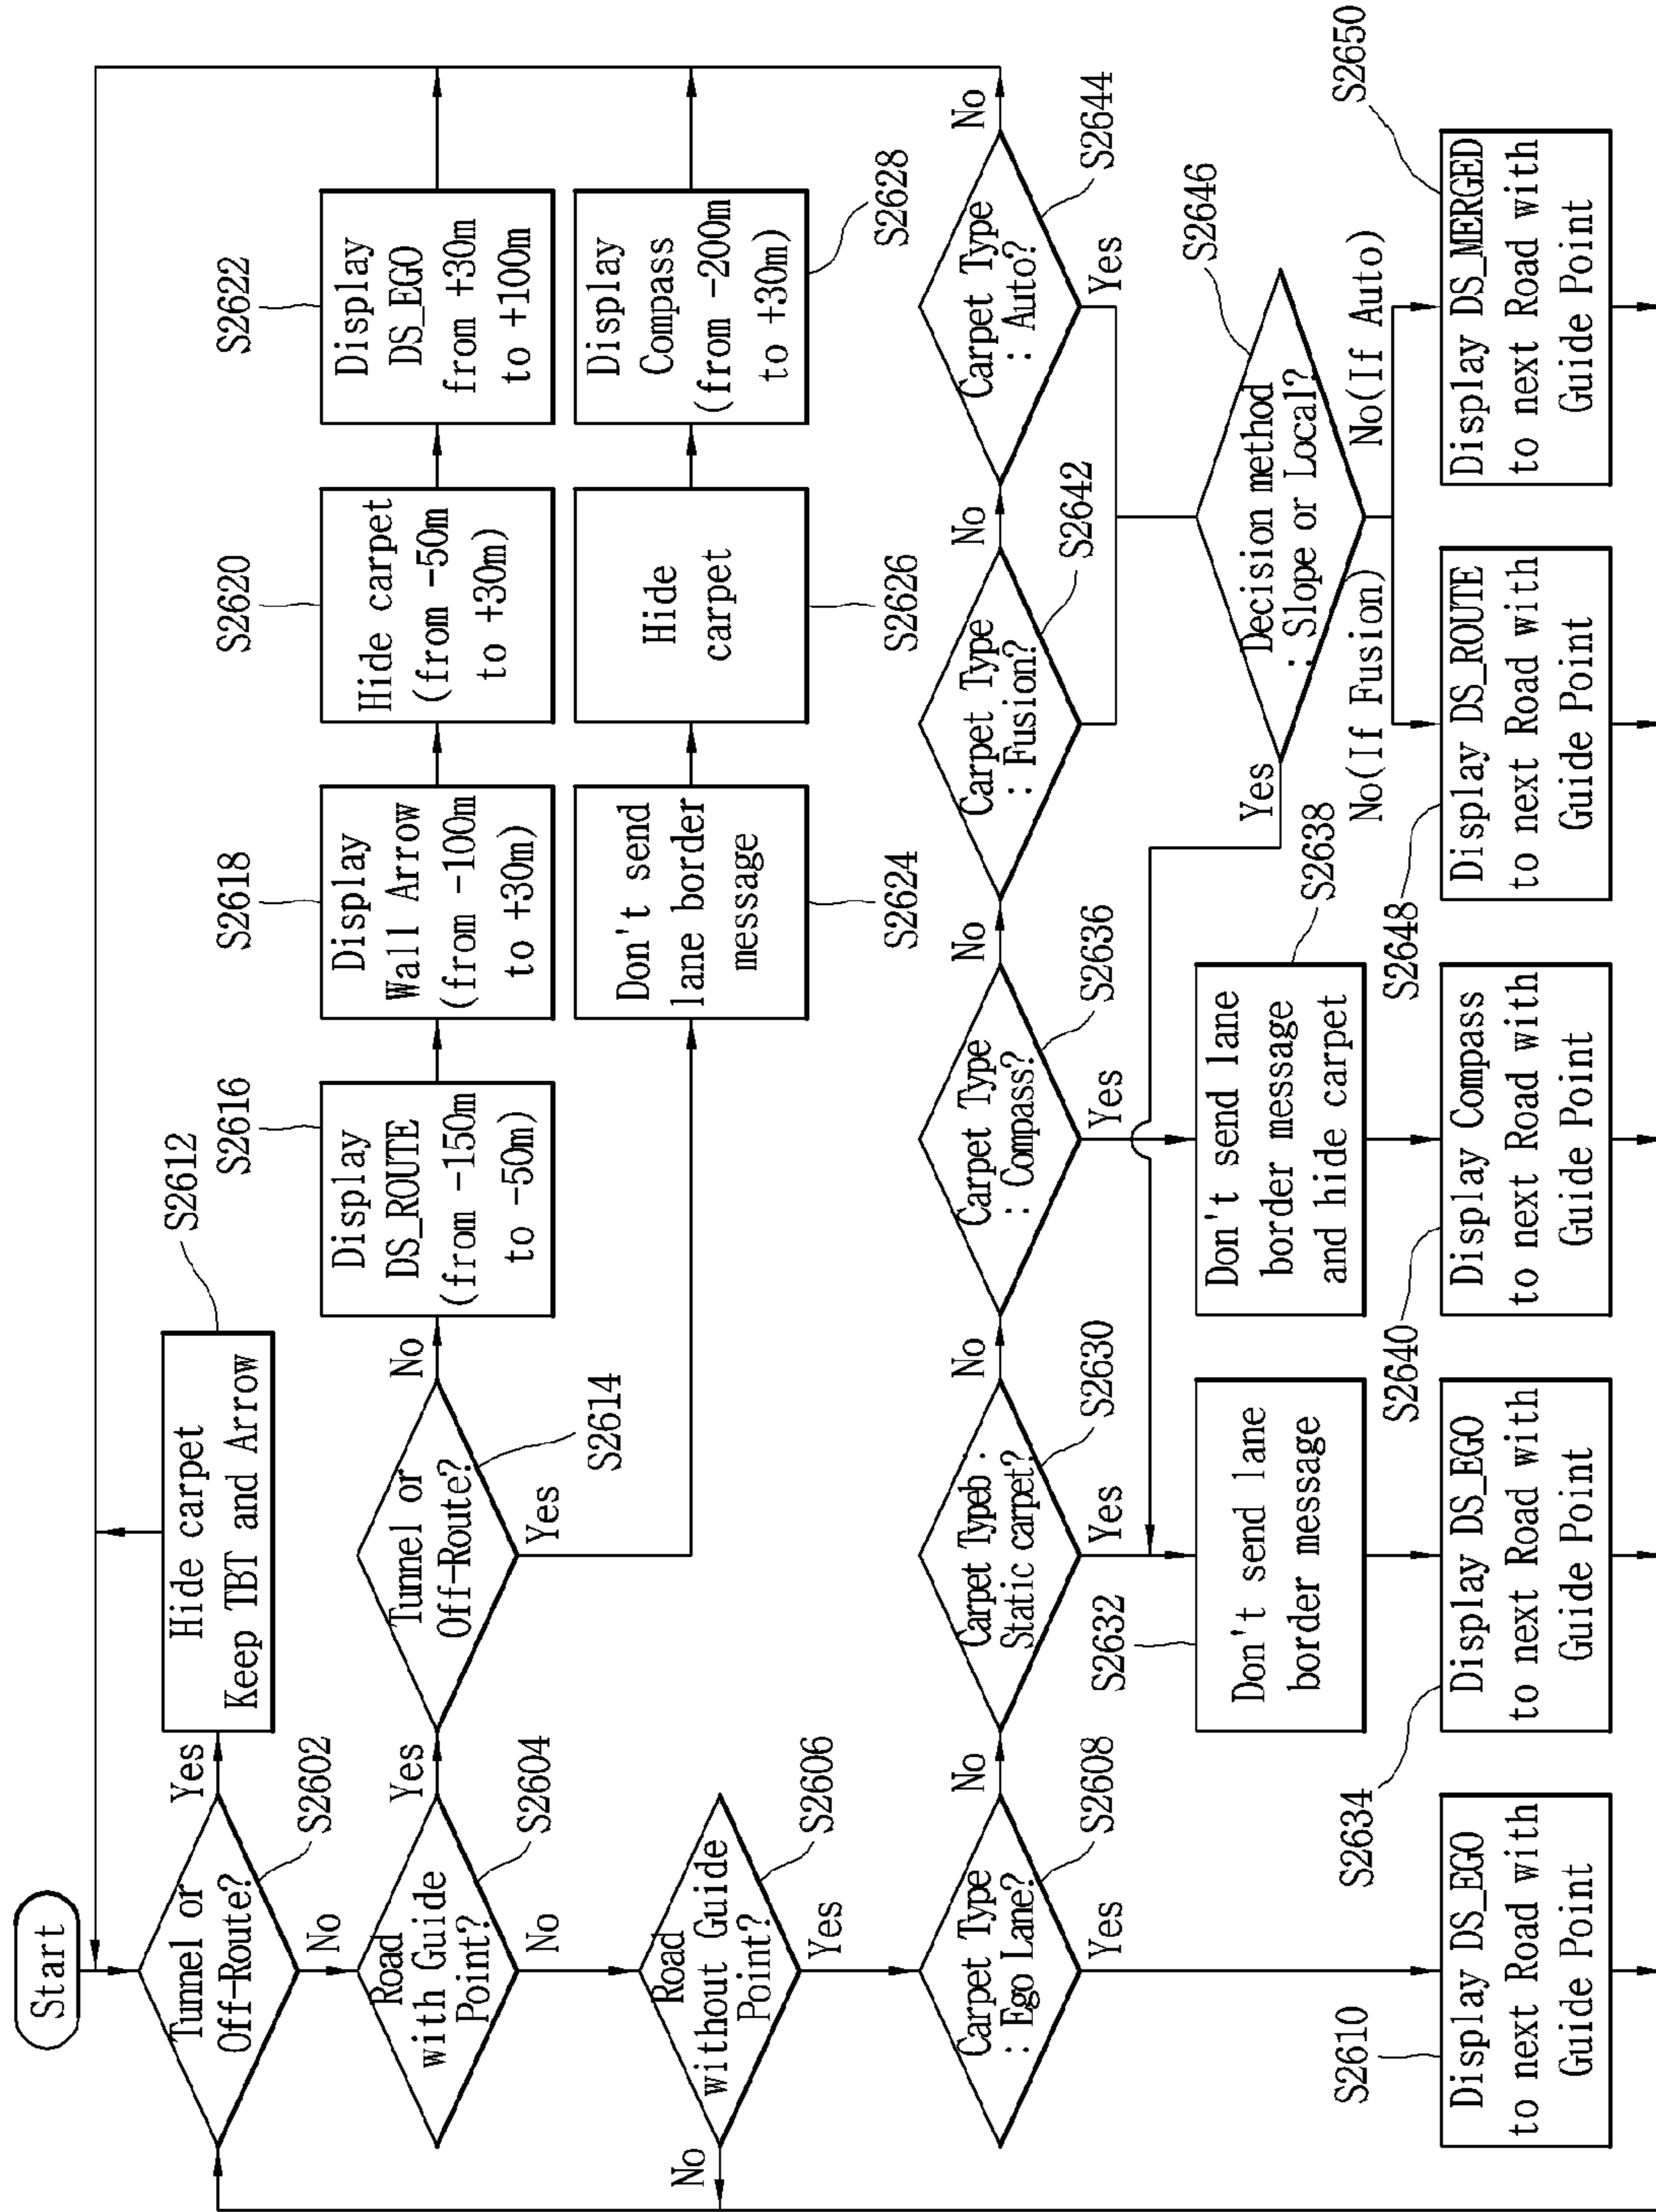 Start
Tunnel or
Off-Route?
Yes
No
S2602
Hide carpet
Keep TBT and Arrow
S2612
Road
with Guide
Point?
Yes
No
S2604
Tunnel or
Off-Route?
No
Yes
S2614
Display
DS_ROUTE
(from -150m
to -50m)
S2616
Display
Wall Arrow
(from -100m
to +30m)
S2618
Hide carpet
(from -50m
to +30m)
S2620
Display
DS_EGO
from +30m
to +100m
S2622
Don't send
lane border
message
S2624
Hide
carpet
S2626
Display
Compass
(from -200m
to +30m)
S2628
Road
without Guide
Point?
No
Yes
S2606
Carpet Type
: Ego Lane?
No
Yes
S2608
Carpet Typeb :
Static carpet?
No
Yes
S2630
Carpet Type
: Compass?
No
Yes
S2636
Carpet Type
: Fusion?
No
S2642
Carpet Type
: Auto?
No
Yes
S2644
Decision method
: Slope or Local?
Yes
S2646
No(If Fusion)
No(If Auto)
S2632
Don't send lane
border message
Don't send lane
border message
and hide carpet
S2638
S2610
Display DS_EGO
to next Road with
Guide Point
S2634
Display DS_EGO
to next Road with
Guide Point
S2640
Display Compass
to next Road with
Guide Point
S2648
Display DS_ROUTE
to next Road with
Guide Point
S2650
Display DS_MERGED
to next Road with
Guide Point